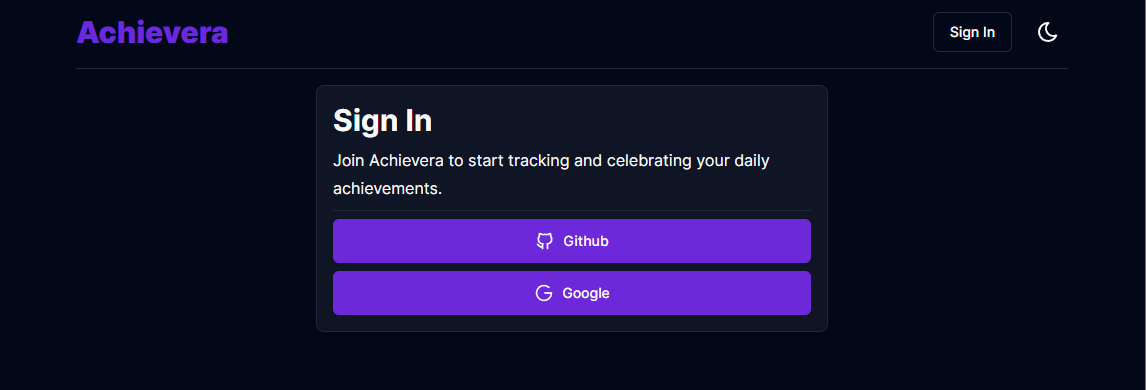 Achievera
Sign In
Sign In
Join Achievera to start tracking and celebrating your daily
achievements.
Github
Google